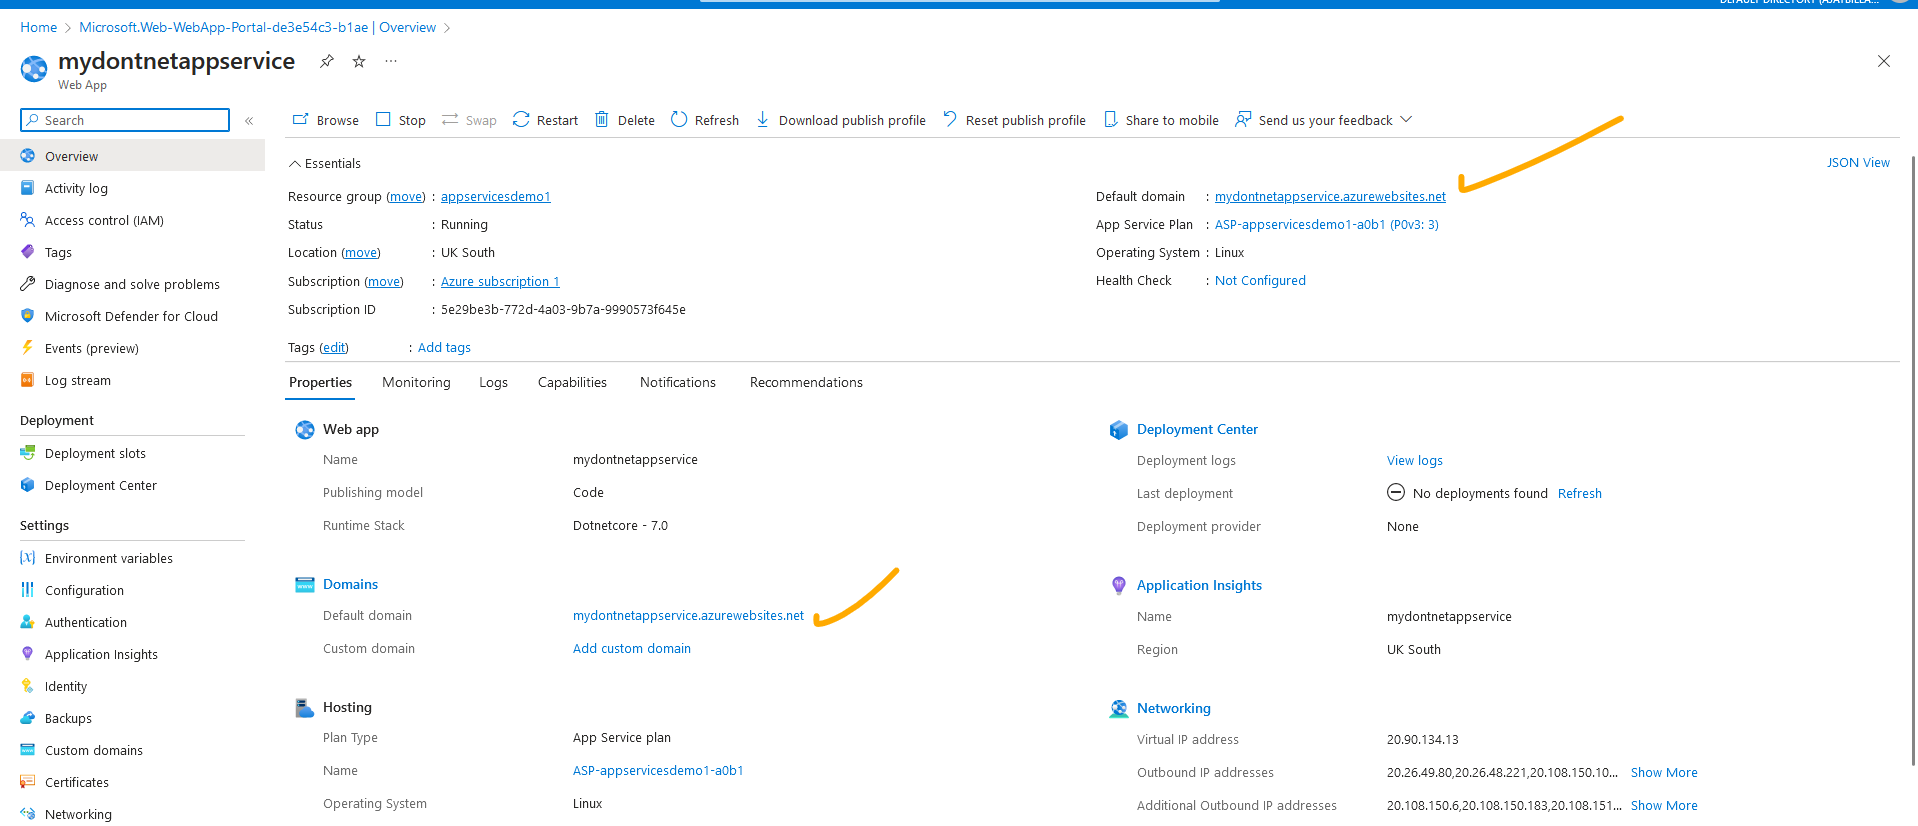 Home > Microsoft.Web-WebApp-Portal-de3e54c3-b1ae | Overview >
mydontnetappservice
Web App
Search
Browse Stop Swap Restart Delete Refresh Download publish profile Reset publish profile Share to mobile Send us your feedback
Overview
Activity log
Access control (IAM)
Tags
Diagnose and solve problems
Microsoft Defender for Cloud
Events (preview)
Log stream
Deployment
Deployment slots
Deployment Center
Settings
Environment variables
Configuration
Authentication
Application Insights
Identity
Backups
Custom domains
Certificates
Networking
Essentials
JSON View
Resource group (move) : appservicesdemo1
Status : Running
Location (move) : UK South
Subscription (move) : Azure subscription 1
Subscription ID : 5e29be3b-772d-4a03-9b7a-9990573f645e
Default domain : mydontnetappservice.azurewebsites.net
App Service Plan : ASP-appservicesdemo1-a0b1 (P0v3: 3)
Operating System : Linux
Health Check : Not Configured
Tags (edit) : Add tags
Properties Monitoring Logs Capabilities Notifications Recommendations
Web app
Name mydontnetappservice
Publishing model Code
Runtime Stack Dotnetcore - 7.0
Domains
Default domain mydontnetappservice.azurewebsites.net
Custom domain Add custom domain
Hosting
Plan Type App Service plan
Name ASP-appservicesdemo1-a0b1
Operating System Linux
Deployment Center
Deployment logs View logs
Last deployment No deployments found Refresh
Deployment provider None
Application Insights
Name mydontnetappservice
Region UK South
Networking
Virtual IP address 20.90.134.13
Outbound IP addresses 20.26.49.80,20.26.48.221,20.108.150.10... Show More
Additional Outbound IP addresses 20.108.150.6,20.108.150.183,20.108.151... Show More